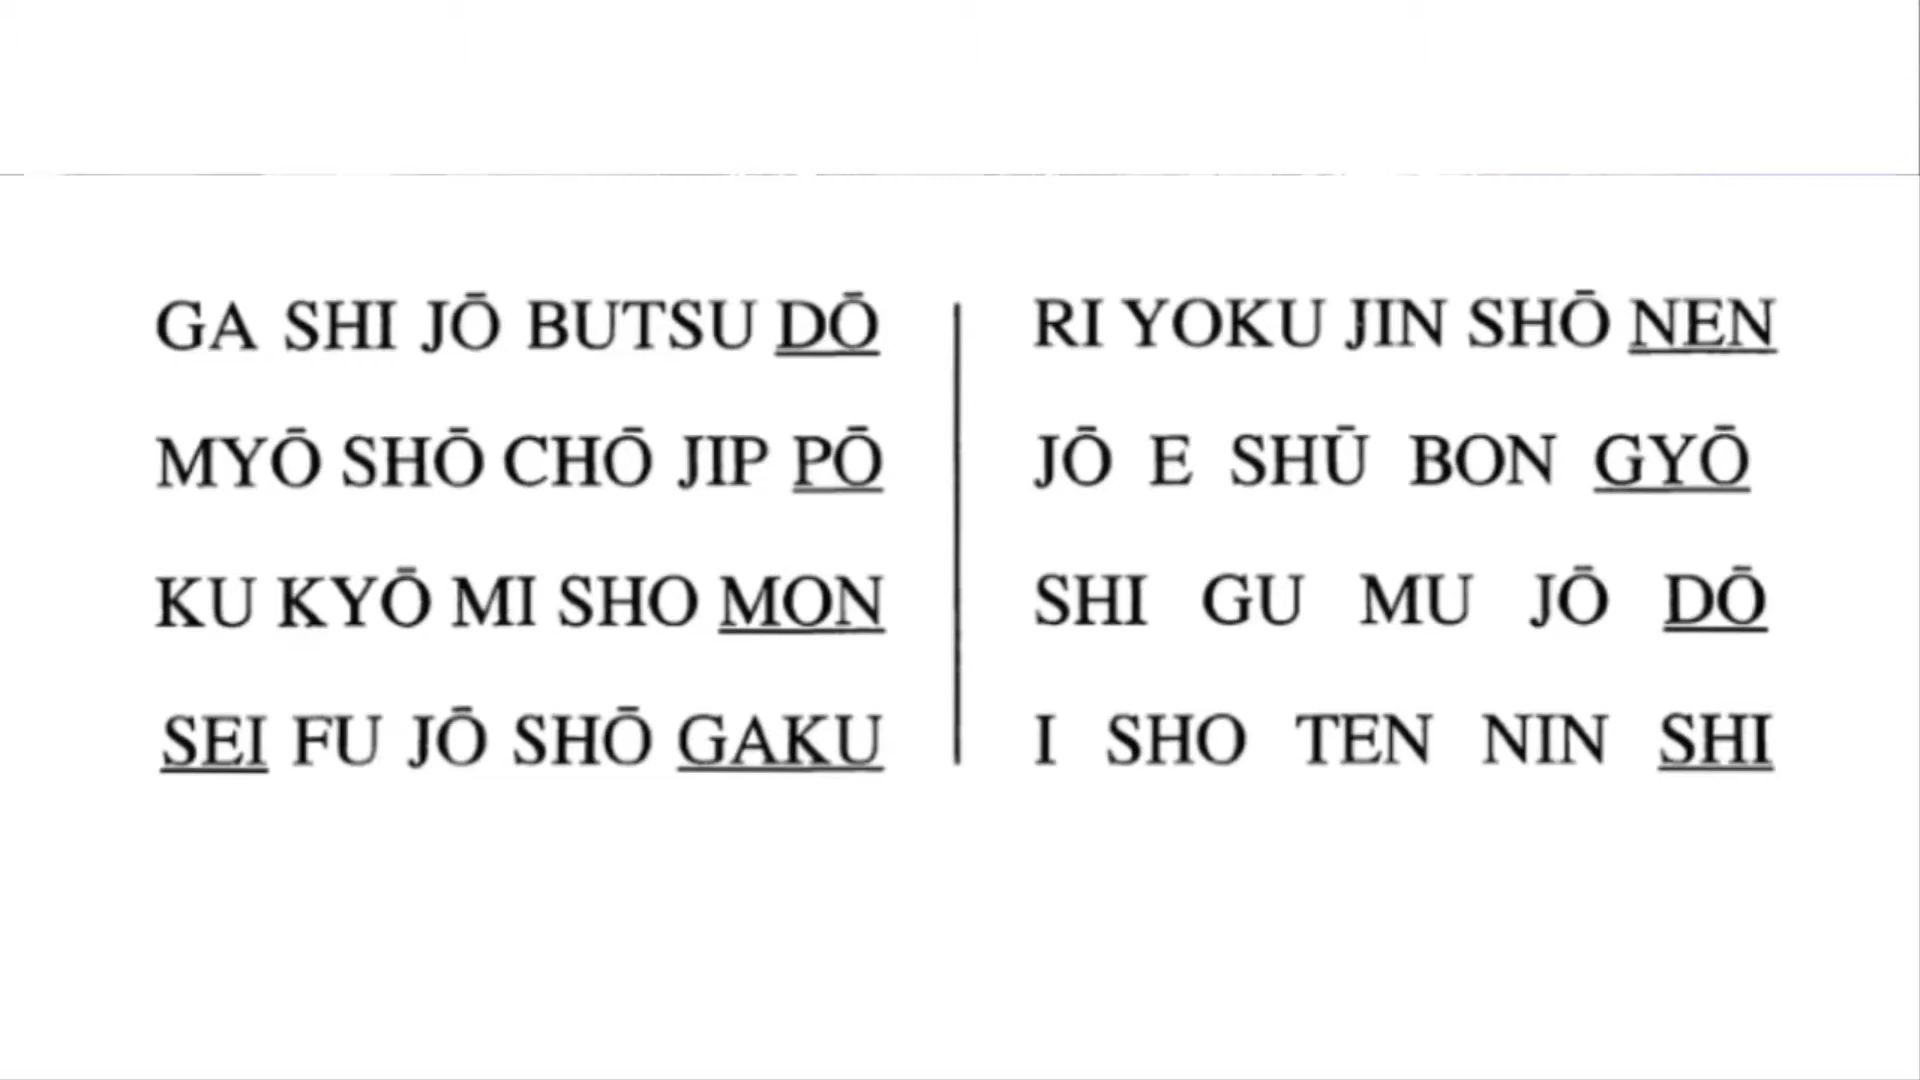 GA SHI JŌ BUTSU DŌ
MYŌ SHŌ CHŌ JIP PŌ
KU KYŌ MI SHO MON
SEI FU JŌ SHŌ GAKU
RI YOKU JIN SHŌ NEN
JŌ E SHŪ BON GYŌ
SHI GU MU JŌ DŌ
I SHO TEN NIN SHI